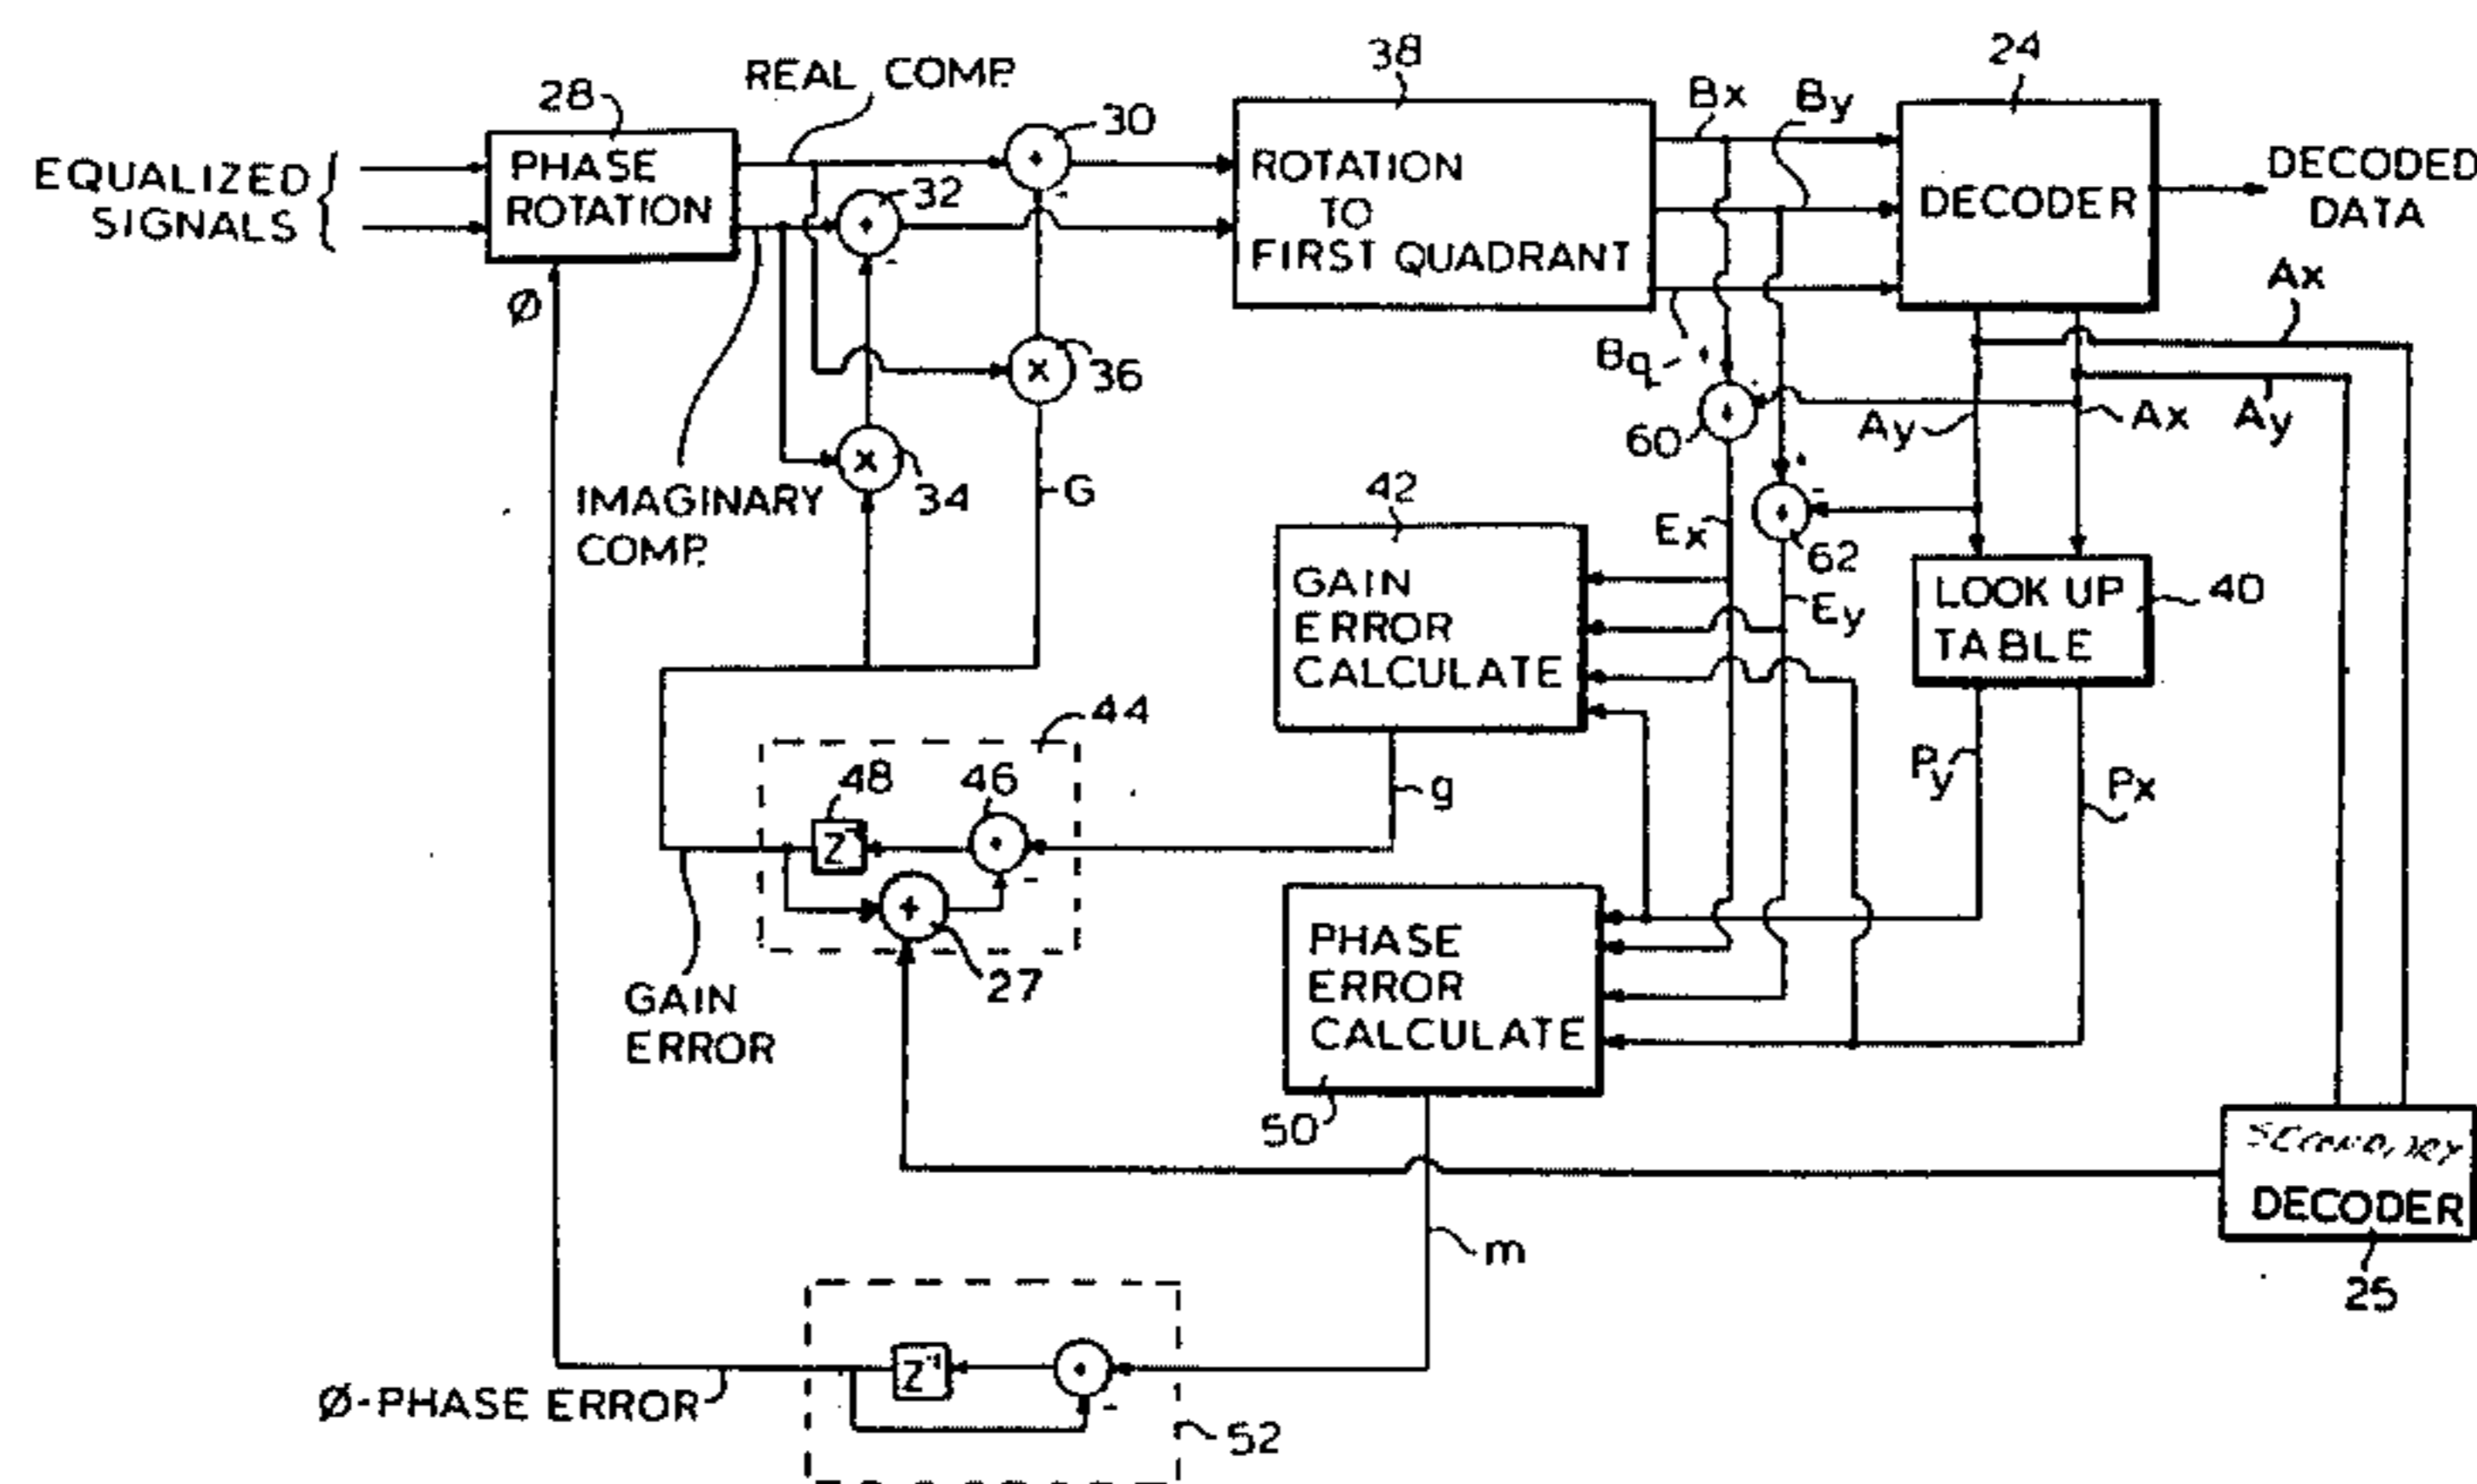 EQUALIZED
SIGNALS
28
PHASE
ROTATION
Ø
REAL COMP.
IMAGINARY
COMP.
30
32
-
-
x
34
x
36
G
38
ROTATION
TO
FIRST QUADRANT
Bx
By
Bq
24
DECODER
DECODED
DATA
Ax
Ay
Ay
Ax
60
62
-
Ex
Ey
42
GAIN
ERROR
CALCULATE
LOOK UP
TABLE
40
Py
Px
g
44
48
Z⁻¹
46
-
+
27
GAIN
ERROR
PHASE
ERROR
CALCULATE
50
m
SECONDARY
DECODER
25
Z⁻¹
-
52
Ø-PHASE ERROR